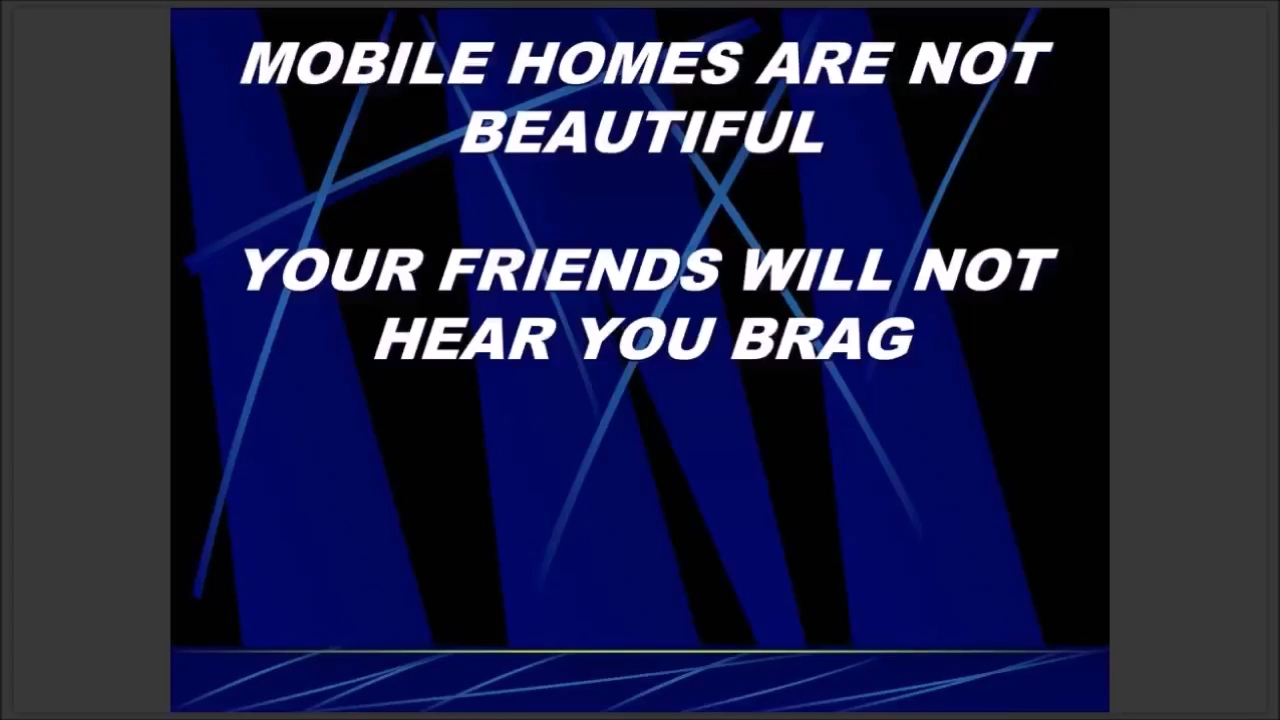 MOBILE HOMES ARE NOT
BEAUTIFUL
YOUR FRIENDS WILL NOT
HEAR YOU BRAG